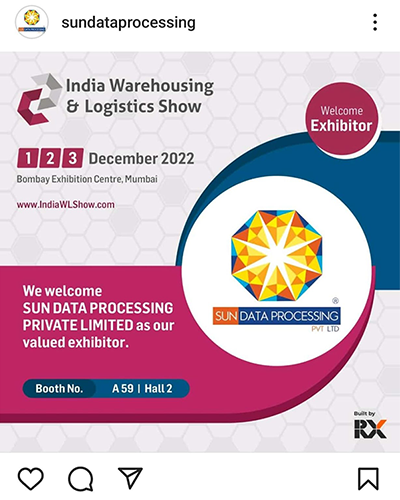 sundataprocessing
India Warehousing
& Logistics Show
Welcome
Exhibitor
1 2 3 December 2022
Bombay Exhibition Centre, Mumbai
www.IndiaWLShow.com
We welcome
SUN DATA PROCESSING
PRIVATE LIMITED as our
valued exhibitor.
®
SUN DATA PROCESSING
PVT LTD
Booth No. A 59 | Hall 2
Built by
RX